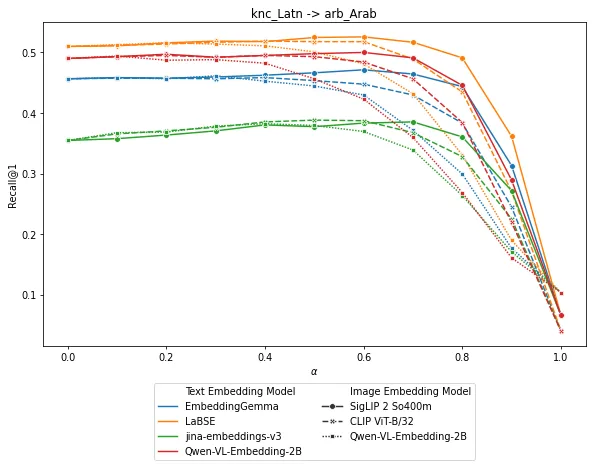 knc_Latn -> arb_Arab
Recall@1
0.5
0.4
0.3
0.2
0.1
0.0 0.2 0.4 0.6 0.8 1.0
α
Text Embedding Model Image Embedding Model
EmbeddingGemma SigLIP 2 So400m
LaBSE CLIP ViT-B/32
jina-embeddings-v3 Qwen-VL-Embedding-2B
Qwen-VL-Embedding-2B